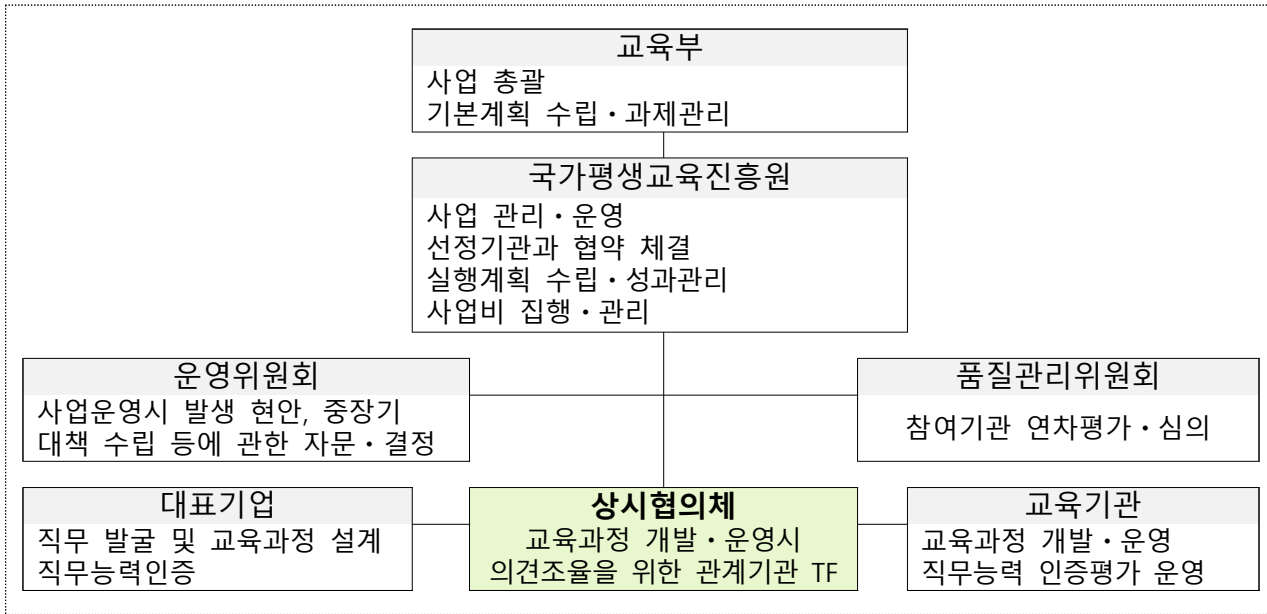 교육부
사업 총괄
기본계획 수립・과제관리
국가평생교육진흥원
사업 관리・운영
선정기관과 협약 체결
실행계획 수립・성과관리
사업비 집행・관리
운영위원회
사업운영시 발생 현안, 중장기
대책 수립 등에 관한 자문・결정
품질관리위원회
참여기관 연차평가・심의
대표기업
직무 발굴 및 교육과정 설계
직무능력인증
상시협의체
교육과정 개발・운영시
의견조율을 위한 관계기관 TF
교육기관
교육과정 개발・운영
직무능력 인증평가 운영